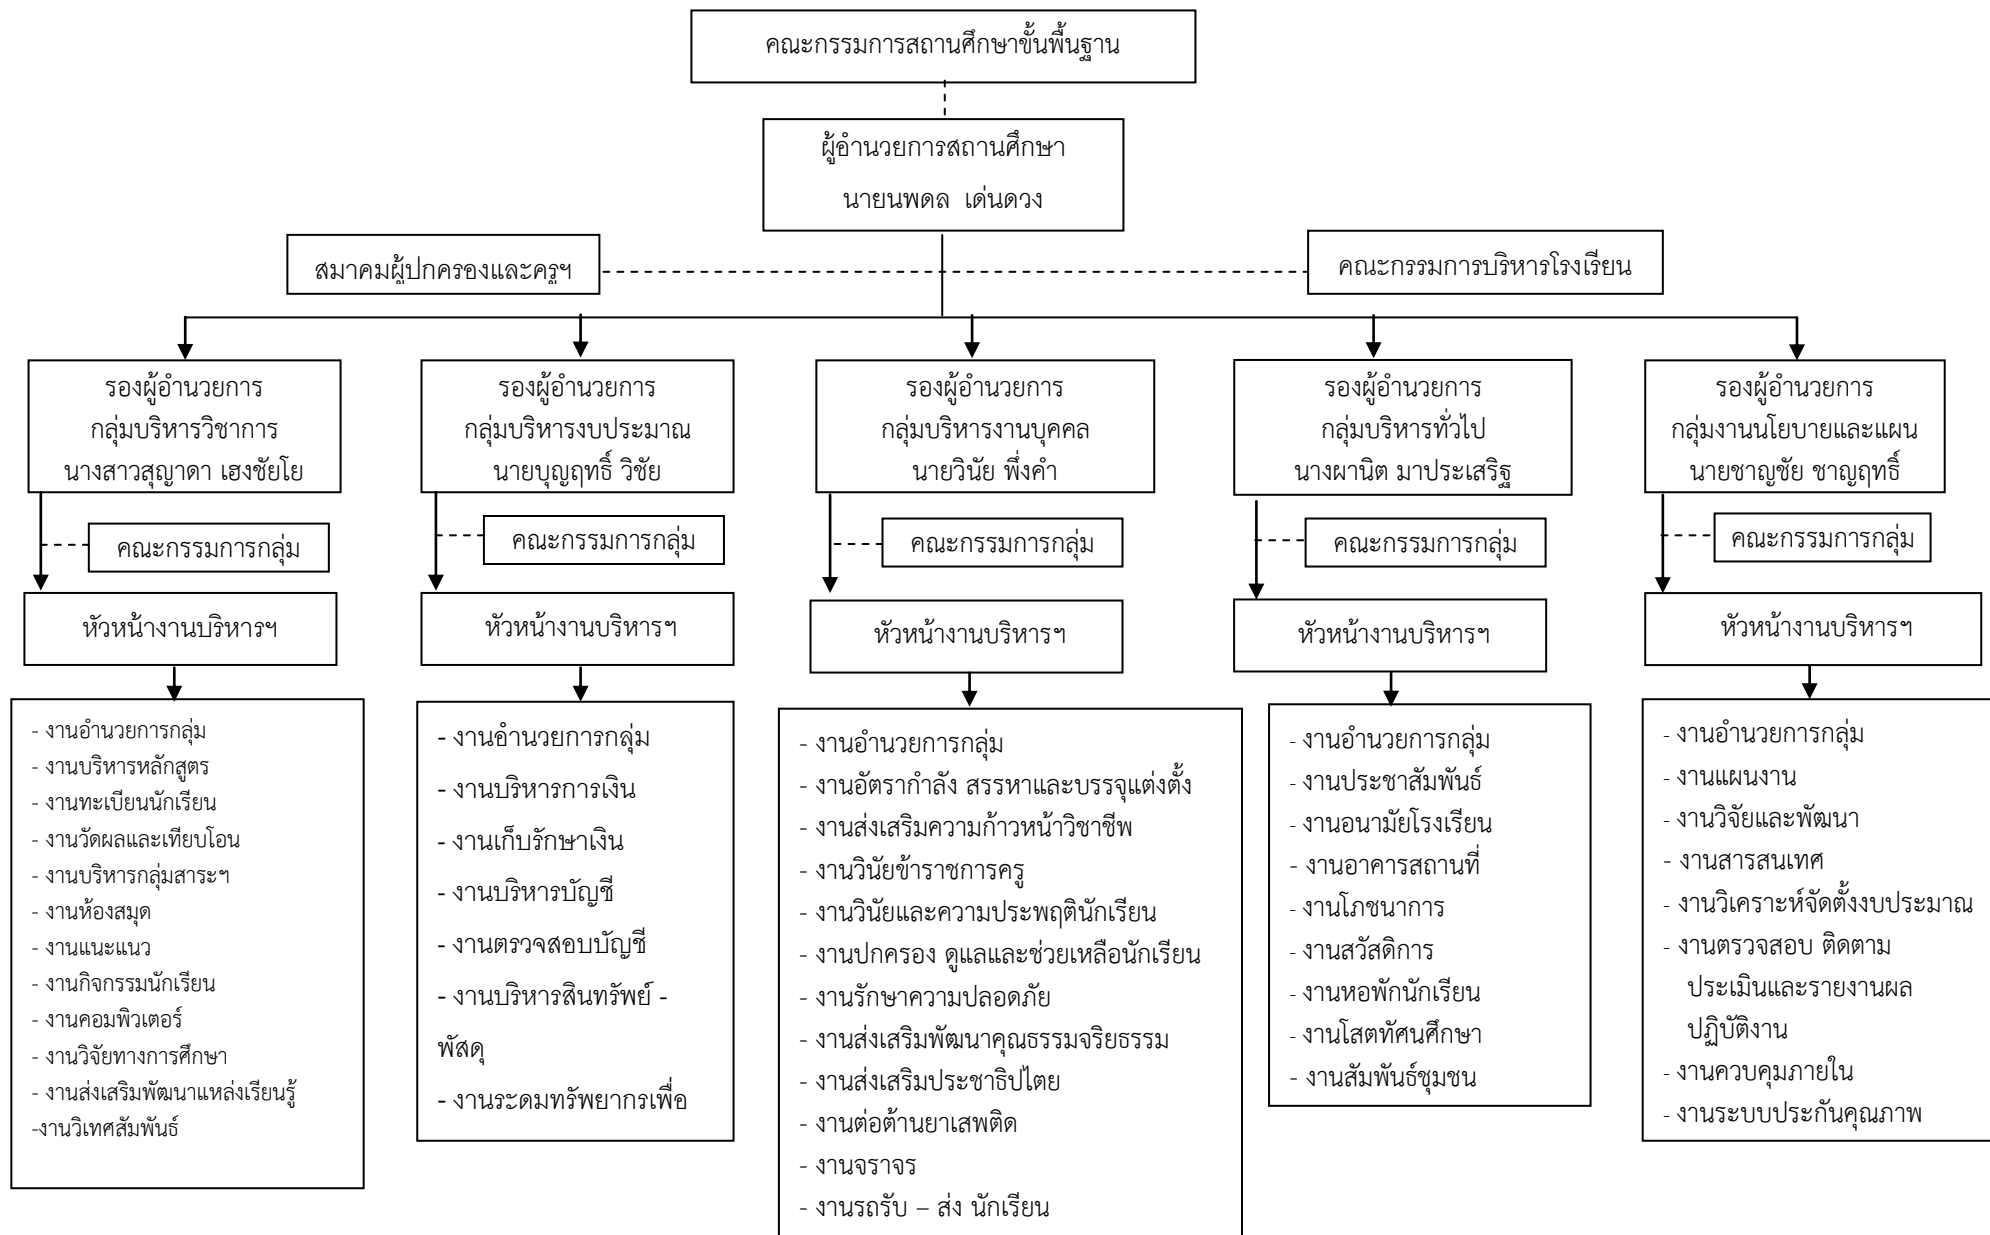 คณะกรรมการสถานศึกษาขั้นพื้นฐาน
ผู้อำนวยการสถานศึกษา
นายนพดล เด่นดวง
สมาคมผู้ปกครองและครูฯ
คณะกรรมการบริหารโรงเรียน
รองผู้อำนวยการ
กลุ่มบริหารวิชาการ
นางสาวสุญาดา เฮงชัยโย
คณะกรรมการกลุ่ม
หัวหน้างานบริหารฯ
- งานอำนวยการกลุ่ม
- งานบริหารหลักสูตร
- งานทะเบียนนักเรียน
- งานวัดผลและเทียบโอน
- งานบริหารกลุ่มสาระฯ
- งานห้องสมุด
- งานแนะแนว
- งานกิจกรรมนักเรียน
- งานคอมพิวเตอร์
- งานวิจัยทางการศึกษา
- งานส่งเสริมพัฒนาแหล่งเรียนรู้
-งานวิเทศสัมพันธ์
รองผู้อำนวยการ
กลุ่มบริหารงบประมาณ
นายบุญฤทธิ์ วิชัย
คณะกรรมการกลุ่ม
หัวหน้างานบริหารฯ
- งานอำนวยการกลุ่ม
- งานบริหารการเงิน
- งานเก็บรักษาเงิน
- งานบริหารบัญชี
- งานตรวจสอบบัญชี
- งานบริหารสินทรัพย์ -
พัสดุ
- งานระดมทรัพยากรเพื่อ
รองผู้อำนวยการ
กลุ่มบริหารงานบุคคล
นายวินัย พึ่งคำ
คณะกรรมการกลุ่ม
หัวหน้างานบริหารฯ
- งานอำนวยการกลุ่ม
- งานอัตรากำลัง สรรหาและบรรจุแต่งตั้ง
- งานส่งเสริมความก้าวหน้าวิชาชีพ
- งานวินัยข้าราชการครู
- งานวินัยและความประพฤตินักเรียน
- งานปกครอง ดูแลและช่วยเหลือนักเรียน
- งานรักษาความปลอดภัย
- งานส่งเสริมพัฒนาคุณธรรมจริยธรรม
- งานส่งเสริมประชาธิปไตย
- งานต่อต้านยาเสพติด
- งานจราจร
- งานรถรับ – ส่ง นักเรียน
รองผู้อำนวยการ
กลุ่มบริหารทั่วไป
นางผานิต มาประเสริฐ
คณะกรรมการกลุ่ม
หัวหน้างานบริหารฯ
- งานอำนวยการกลุ่ม
- งานประชาสัมพันธ์
- งานอนามัยโรงเรียน
- งานอาคารสถานที่
- งานโภชนาการ
- งานสวัสดิการ
- งานหอพักนักเรียน
- งานโสตทัศนศึกษา
- งานสัมพันธ์ชุมชน
รองผู้อำนวยการ
กลุ่มงานนโยบายและแผน
นายชาญชัย ชาญฤทธิ์
คณะกรรมการกลุ่ม
หัวหน้างานบริหารฯ
- งานอำนวยการกลุ่ม
- งานแผนงาน
- งานวิจัยและพัฒนา
- งานสารสนเทศ
- งานวิเคราะห์จัดตั้งงบประมาณ
- งานตรวจสอบ ติดตาม
ประเมินและรายงานผล
ปฏิบัติงาน
- งานควบคุมภายใน
- งานระบบประกันคุณภาพ